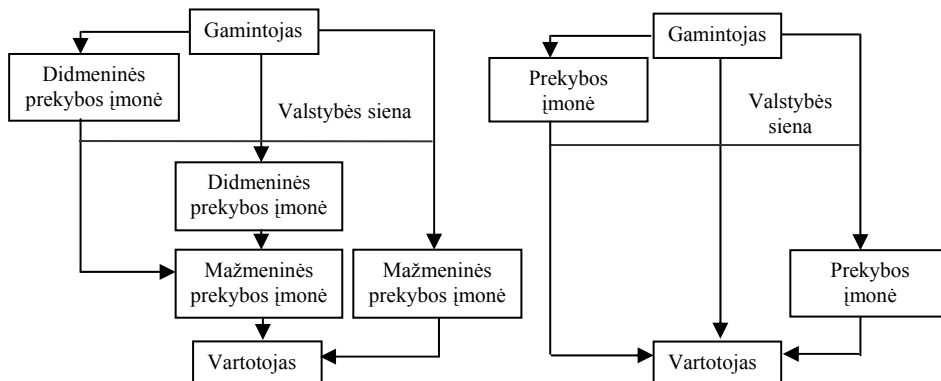 Gamintojas
Didmeninės
prekybos įmonė
Valstybės siena
Didmeninės
prekybos įmonė
Mažmeninės
prekybos įmonė
Mažmeninės
prekybos įmonė
Vartotojas
Gamintojas
Prekybos
įmonė
Valstybės
siena
Prekybos
įmonė
Vartotojas